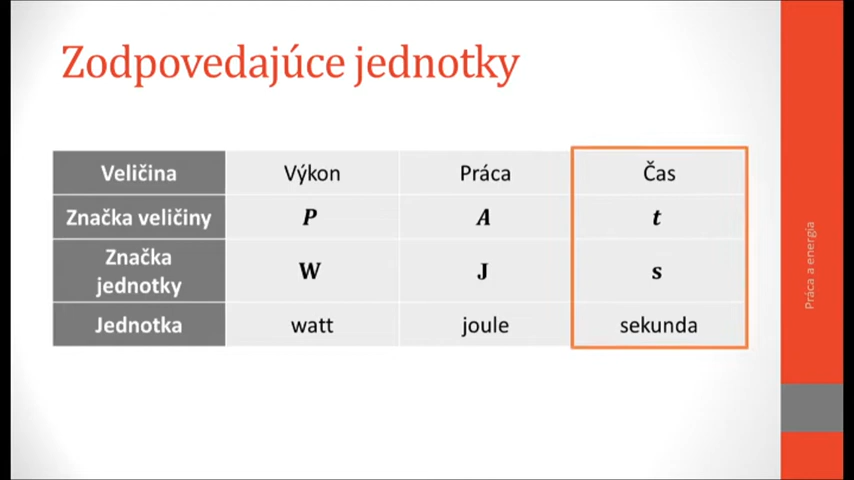 Zodpovedajúce jednotky
Veličina Výkon Práca Čas
Značka veličiny P A t
Značka
jednotky W J s
Jednotka watt joule sekunda
Práca a energia